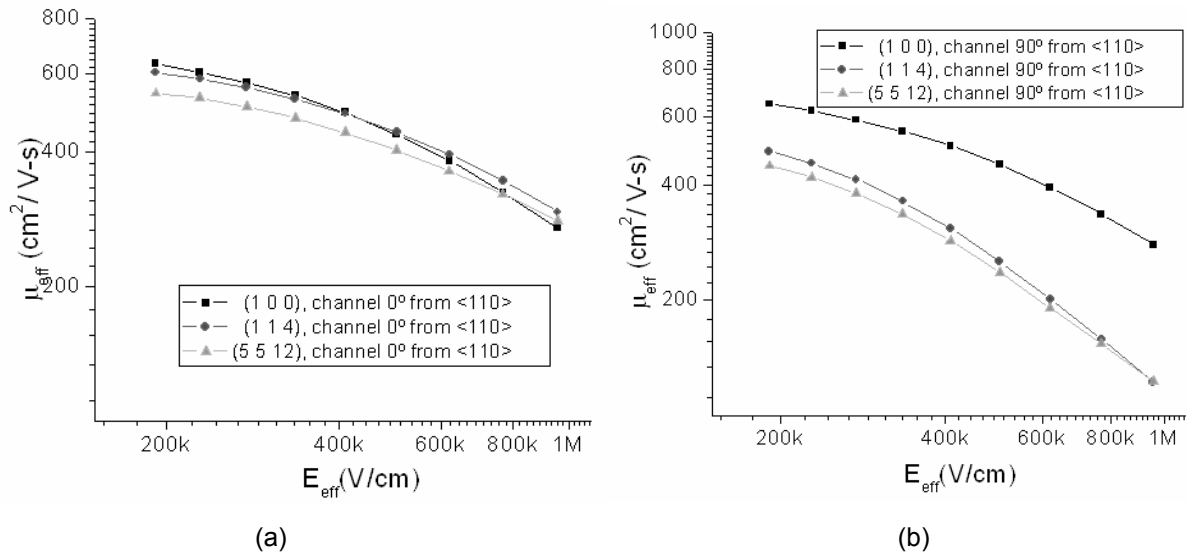 800
600
400
200
μeff (cm²/ V-s)
(1 0 0), channel 0º from <110>
(1 1 4), channel 0º from <110>
(5 5 12), channel 0º from <110>
200k 400k 600k 800k 1M
Eeff(V/cm)
(a)
1000
800
600
400
200
μeff (cm²/ V-s)
(1 0 0), channel 90º from <110>
(1 1 4), channel 90º from <110>
(5 5 12), channel 90º from <110>
200k 400k 600k 800k 1M
Eeff(V/cm)
(b)